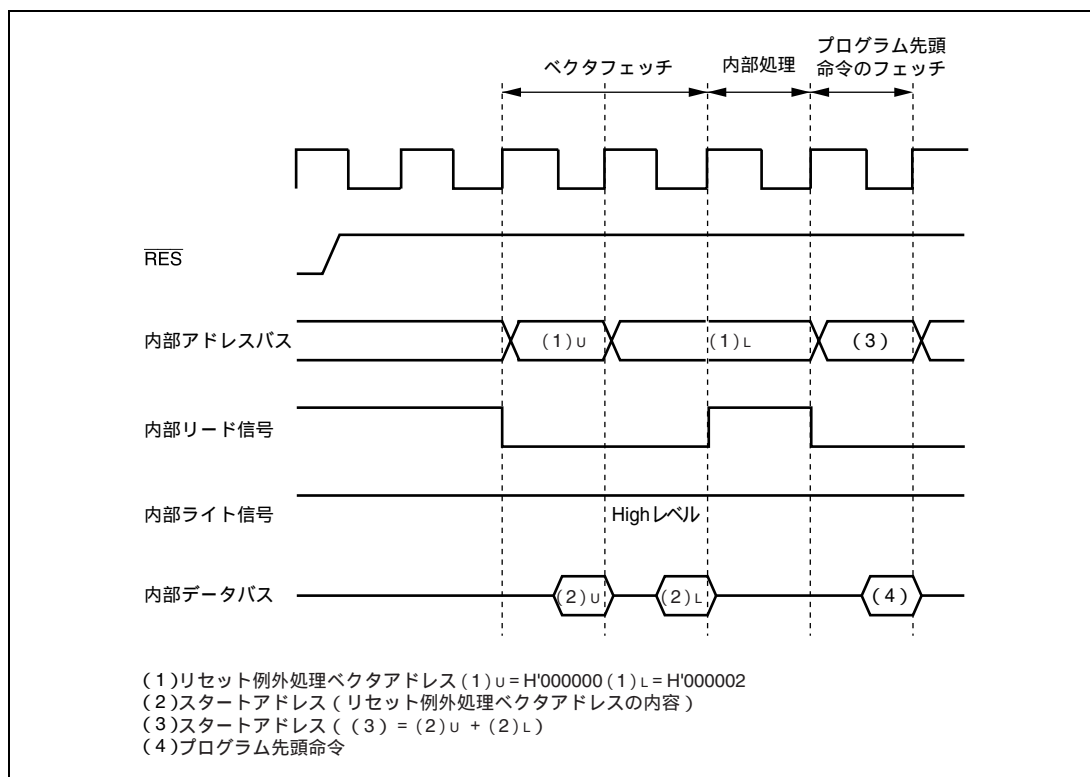 プログラム先頭
ベクタフェッチ 内部処理 命令のフェッチ
RES
内部アドレスバス (1)U (1)L (3)
内部リード信号
内部ライト信号 Highレベル
内部データバス (2)U (2)L (4)
(1)リセット例外処理ベクタアドレス(1)U=H'000000(1)L=H'000002
(2)スタートアドレス(リセット例外処理ベクタアドレスの内容)
(3)スタートアドレス((3)=(2)U+(2)L)
(4)プログラム先頭命令